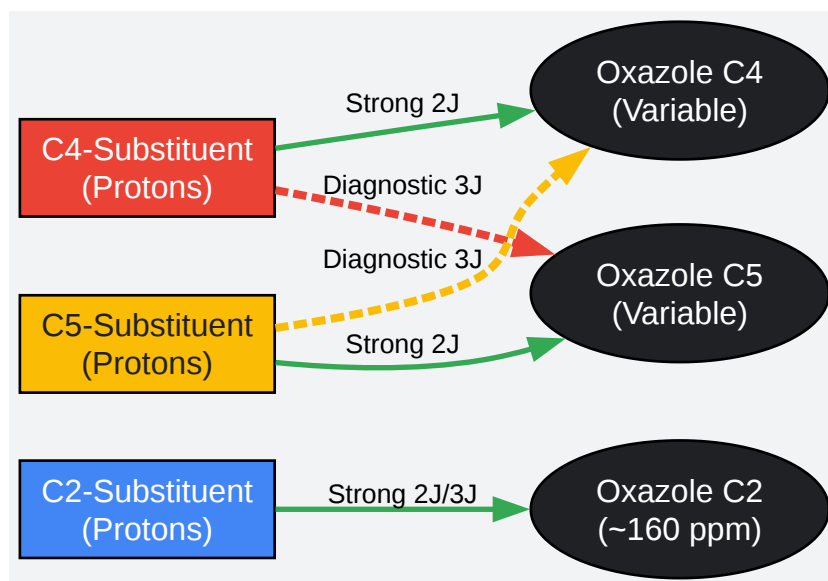 C4-Substituent
(Protons)
Strong 2J
Oxazole C4
(Variable)
Diagnostic 3J
Diagnostic 3J
Oxazole C5
(Variable)
C5-Substituent
(Protons)
Strong 2J
C2-Substituent
(Protons)
Strong 2J/3J
Oxazole C2
(~160 ppm)